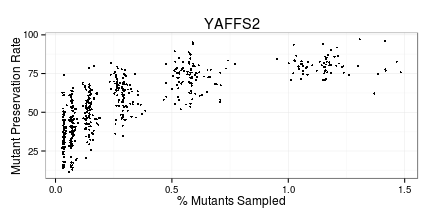 YAFFS2
Mutant Preservation Rate
100
75
50
25
0.0 0.5 1.0 1.5
% Mutants Sampled